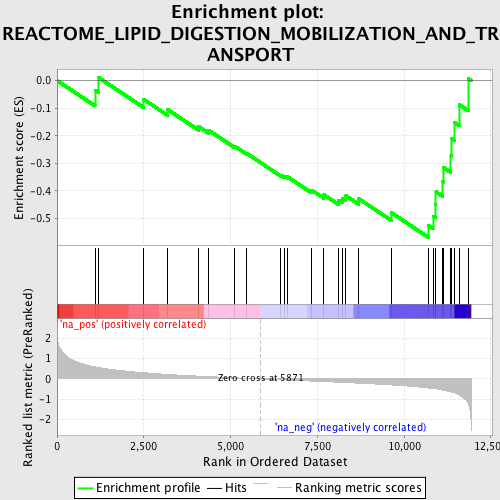 Enrichment plot:
REACTOME_LIPID_DIGESTION_MOBILIZATION_AND_TR
ANSPORT
Enrichment score (ES)
0.0
-0.1
-0.2
-0.3
-0.4
-0.5
'na_pos' (positively correlated)
Ranked list metric (PreRanked)
2
1
0
-1
-2
Zero cross at 5871
'na_neg' (negatively correlated)
0
2,500
5,000
7,500
10,000
12,500
Rank in Ordered Dataset
Enrichment profile
Hits
Ranking metric scores